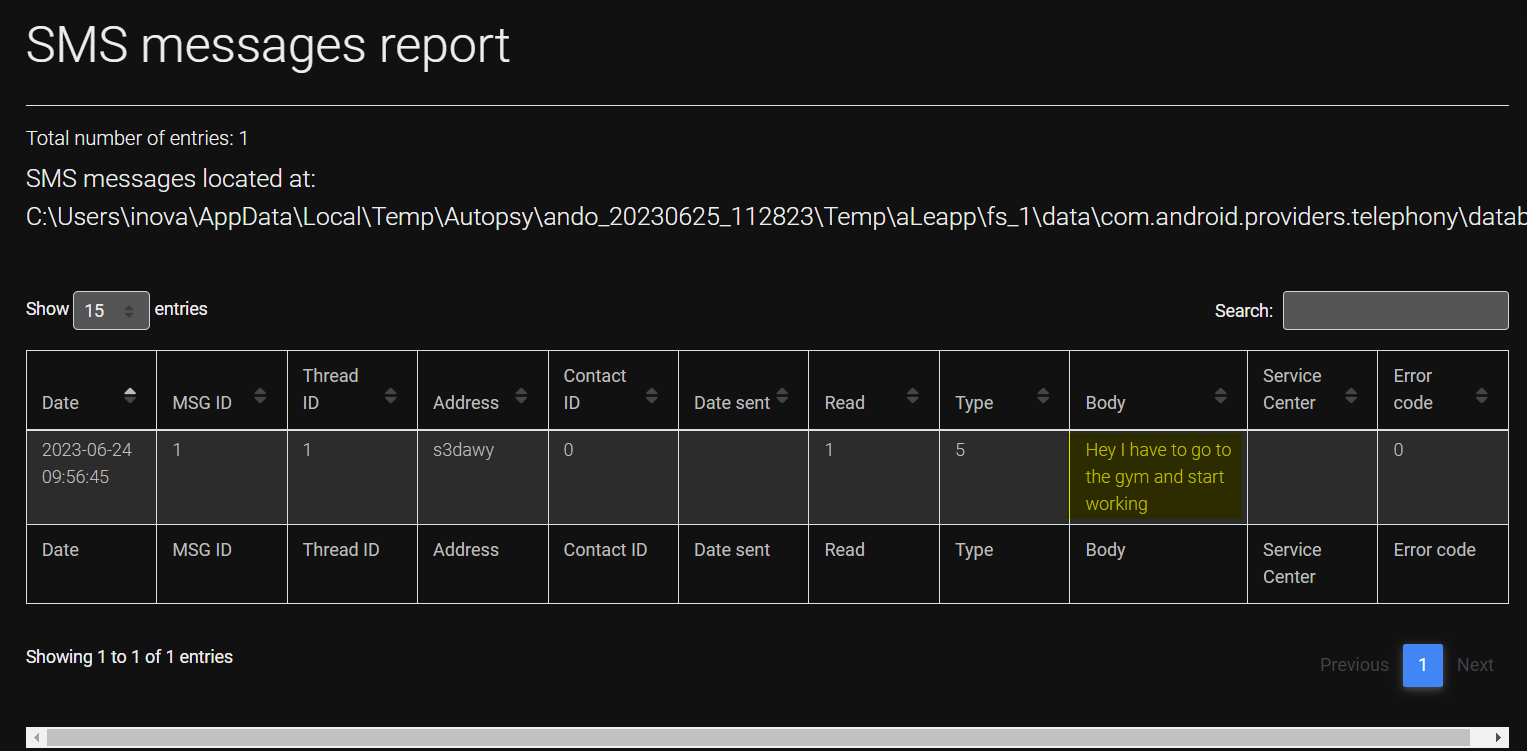 SMS messages report
Total number of entries: 1
SMS messages located at:
C:\Users\inova\AppData\Local\Temp\Autopsy\ando_20230625_112823\Temp\aLeapp\fs_1\data\com.android.providers.telephony\datab
Show 15 entries
Search:
Date MSG ID Thread ID Address Contact ID Date sent Read Type Body Service Center Error code
2023-06-24 09:56:45 1 1 s3dawy 0 1 5 Hey I have to go to the gym and start working 0
Date MSG ID Thread ID Address Contact ID Date sent Read Type Body Service Center Error code
Showing 1 to 1 of 1 entries
Previous 1 Next